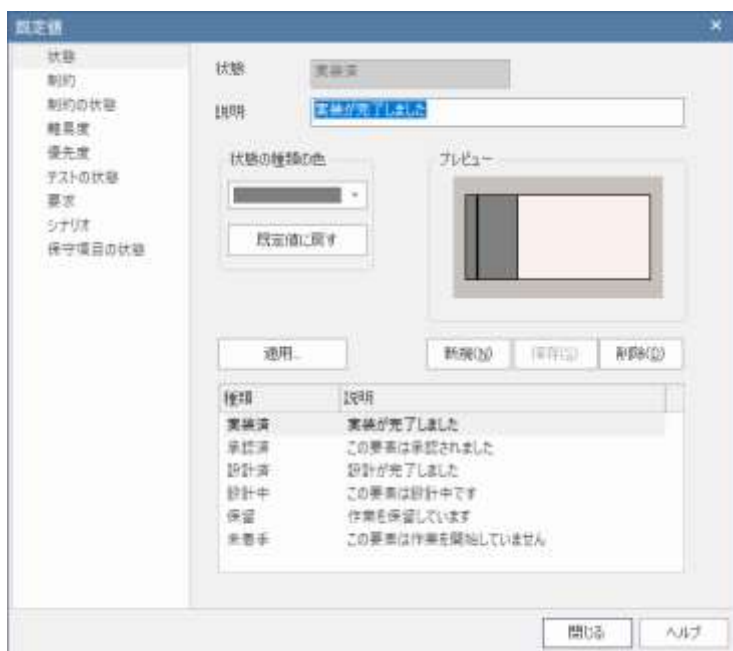 既定値
状態
制約
制約の状態
難易度
優先度
テストの状態
要求
シナリオ
保守項目の状態
状態 実装済
説明 実装が完了しました
状態の種類の色
プレビュー
既定値に戻す
適用...
新規(N) 保存(S) 削除(D)
種類 説明
実装済 実装が完了しました
承認済 この要素は承認されました
設計済 設計が完了しました
設計中 この要素は設計中です
保留 作業を保留しています
未着手 この要素は作業を開始していません
閉じる ヘルプ